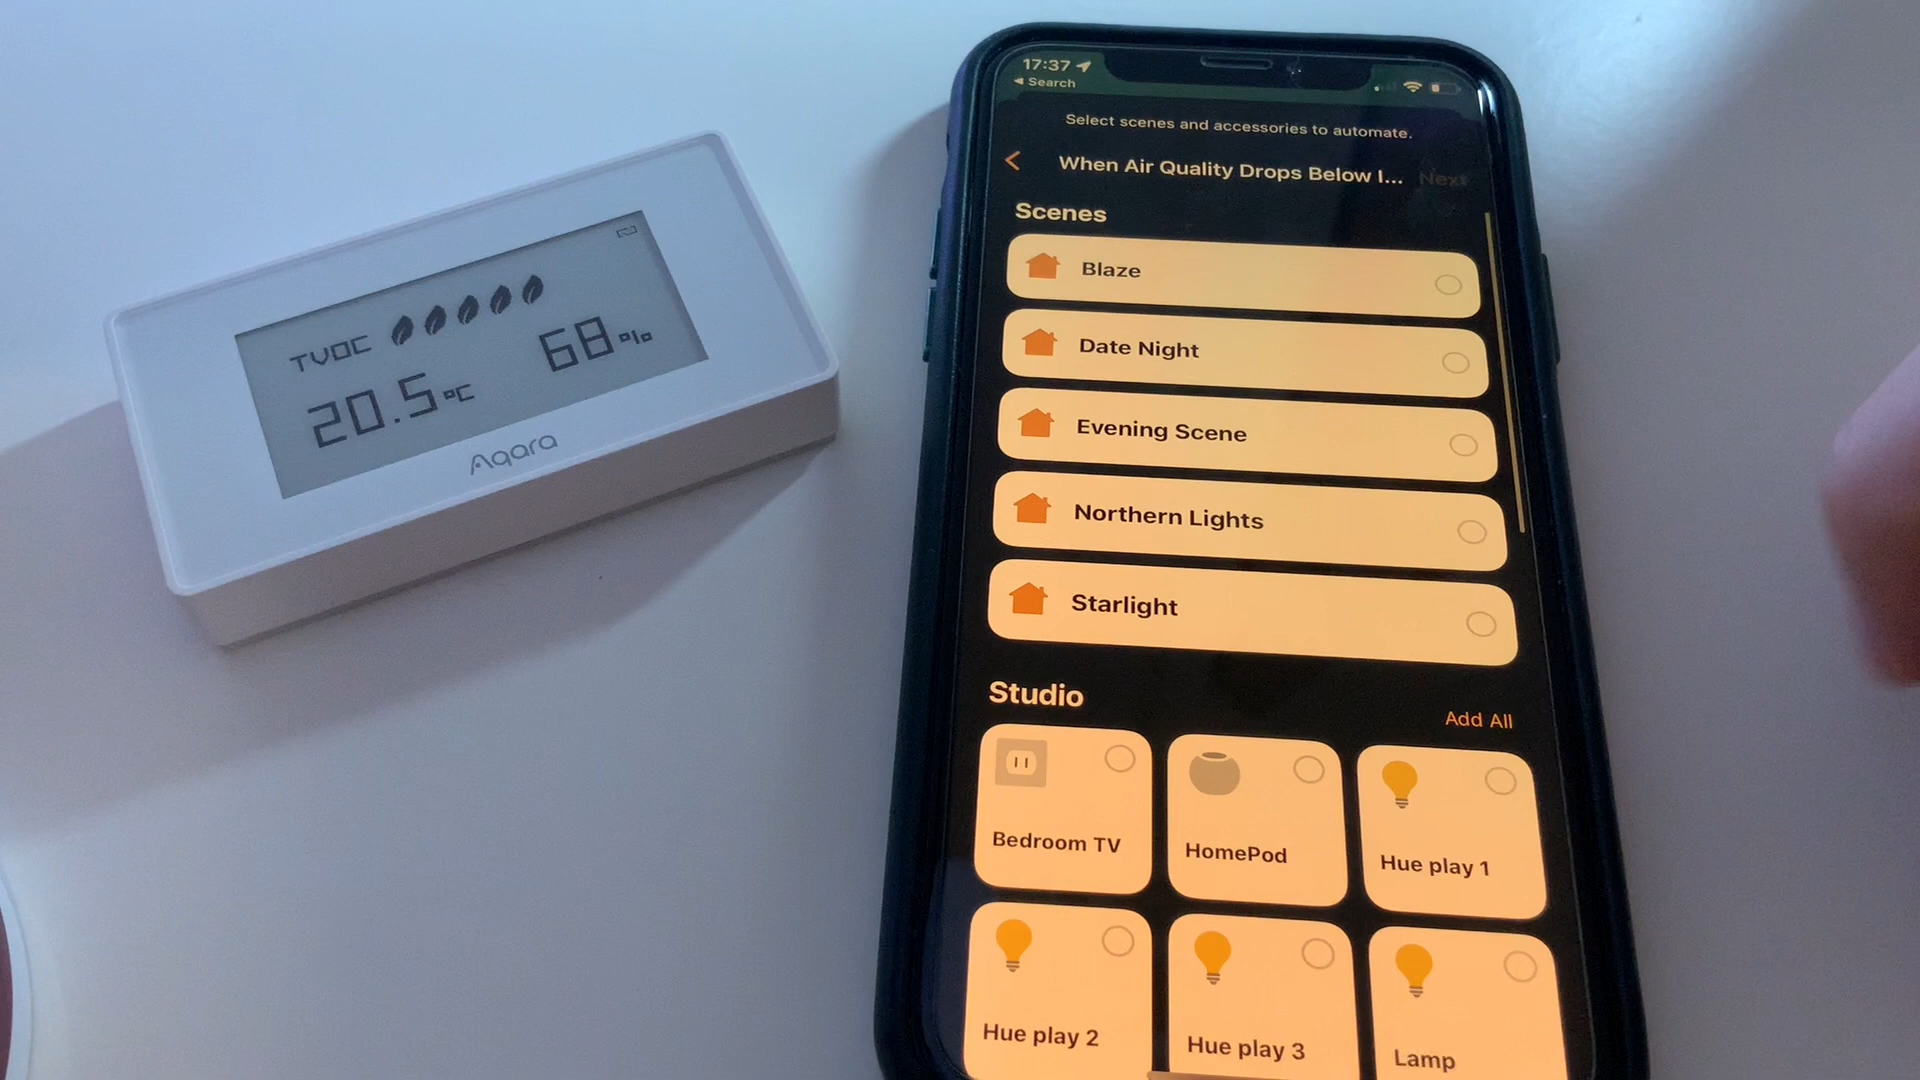 TVOC
20.5°C 68%
Aqara
17:37
Search
Select scenes and accessories to automate.
When Air Quality Drops Below I... Next
Scenes
Blaze
Date Night
Evening Scene
Northern Lights
Starlight
Studio
Add All
Bedroom TV
HomePod
Hue play 1
Hue play 2
Hue play 3
Lamp